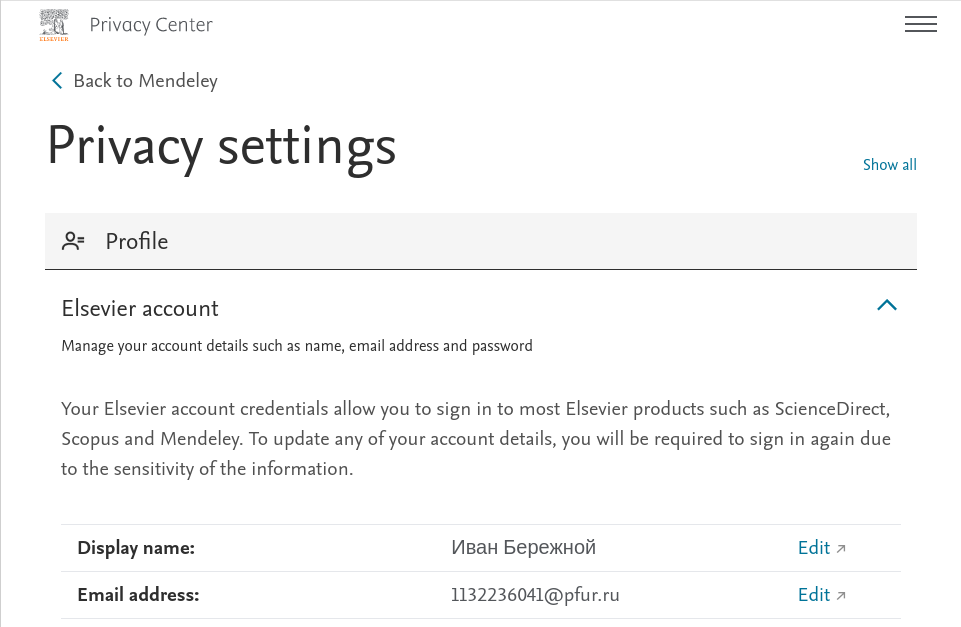 ELSEVIER
Privacy Center
Back to Mendeley
Privacy settings
Show all
Profile
Elsevier account
Manage your account details such as name, email address and password
Your Elsevier account credentials allow you to sign in to most Elsevier products such as ScienceDirect,
Scopus and Mendeley. To update any of your account details, you will be required to sign in again due
to the sensitivity of the information.
Display name: Иван Бережной Edit
Email address: 1132236041@pfur.ru Edit